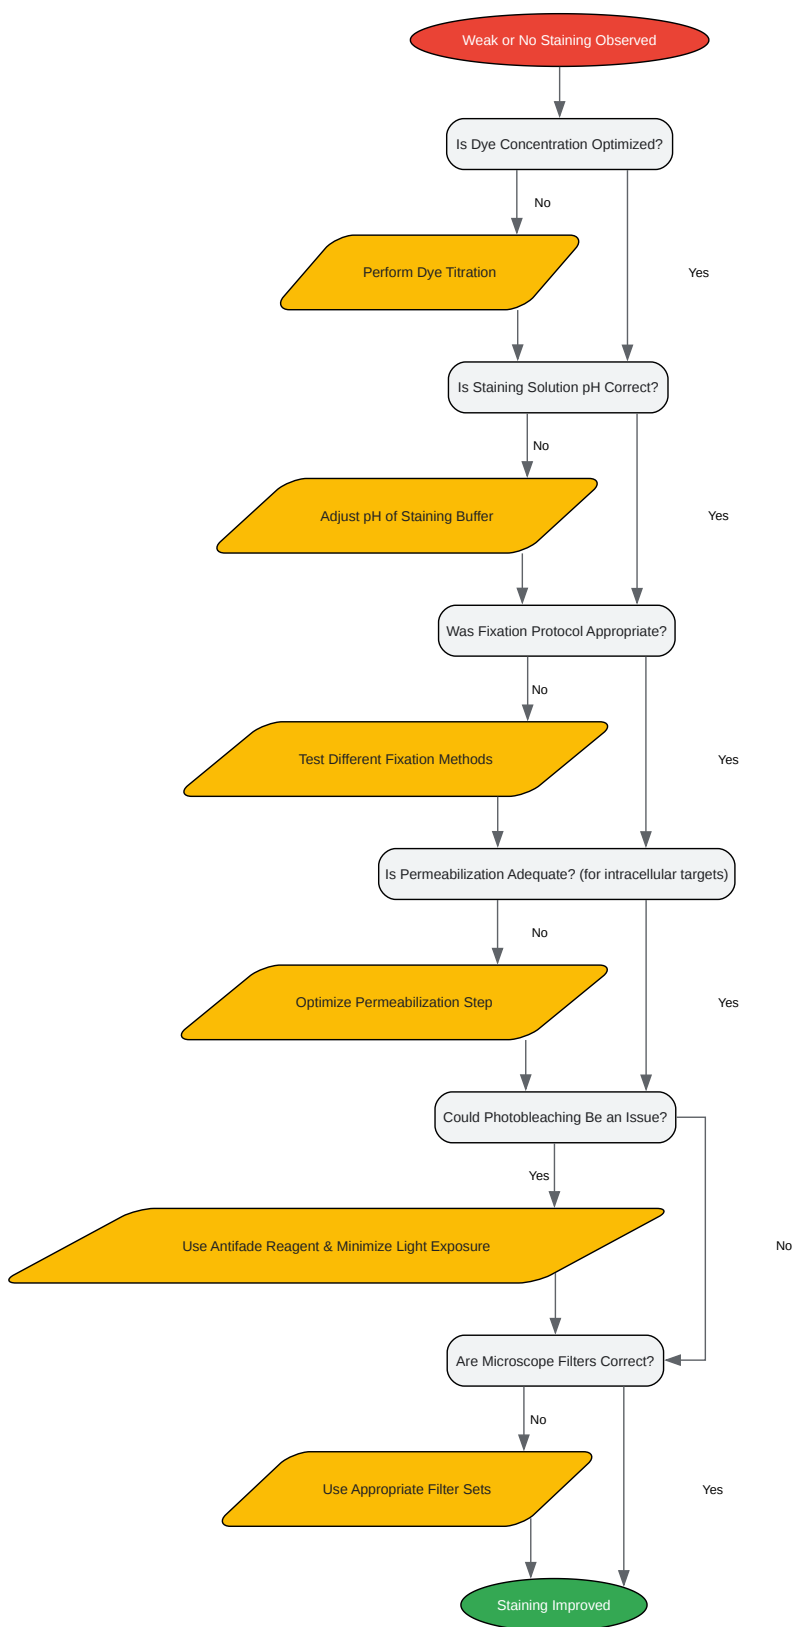 Weak or No Staining Observed
Is Dye Concentration Optimized?
No
Perform Dye Titration
Yes
Is Staining Solution pH Correct?
No
Adjust pH of Staining Buffer
Yes
Was Fixation Protocol Appropriate?
No
Test Different Fixation Methods
Yes
Is Permeabilization Adequate? (for intracellular targets)
No
Optimize Permeabilization Step
Yes
Could Photobleaching Be an Issue?
Yes
Use Antifade Reagent & Minimize Light Exposure
No
Are Microscope Filters Correct?
No
Use Appropriate Filter Sets
Yes
Staining Improved